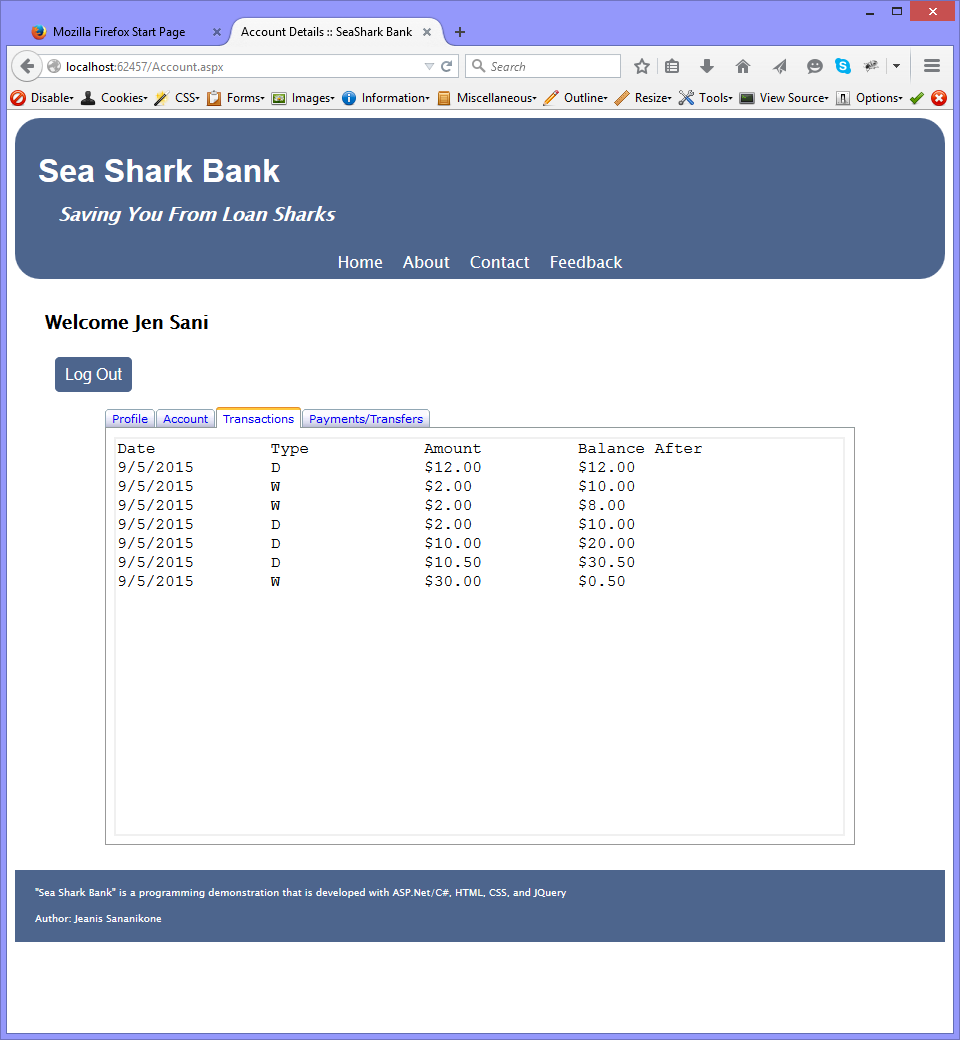 Mozilla Firefox Start Page Account Details :: SeaShark Bank
localhost:62457/Account.aspx Search
Disable Cookies CSS Forms Images Information Miscellaneous Outline Resize Tools View Source Options
Sea Shark Bank
Saving You From Loan Sharks
Home About Contact Feedback
Welcome Jen Sani
Log Out
Profile Account Transactions Payments/Transfers
Date Type Amount Balance After
9/5/2015 D $12.00 $12.00
9/5/2015 W $2.00 $10.00
9/5/2015 W $2.00 $8.00
9/5/2015 D $2.00 $10.00
9/5/2015 D $10.00 $20.00
9/5/2015 D $10.50 $30.50
9/5/2015 W $30.00 $0.50
"Sea Shark Bank" is a programming demonstration that is developed with ASP.Net/C#, HTML, CSS, and JQuery
Author: Jeanis Sananikone